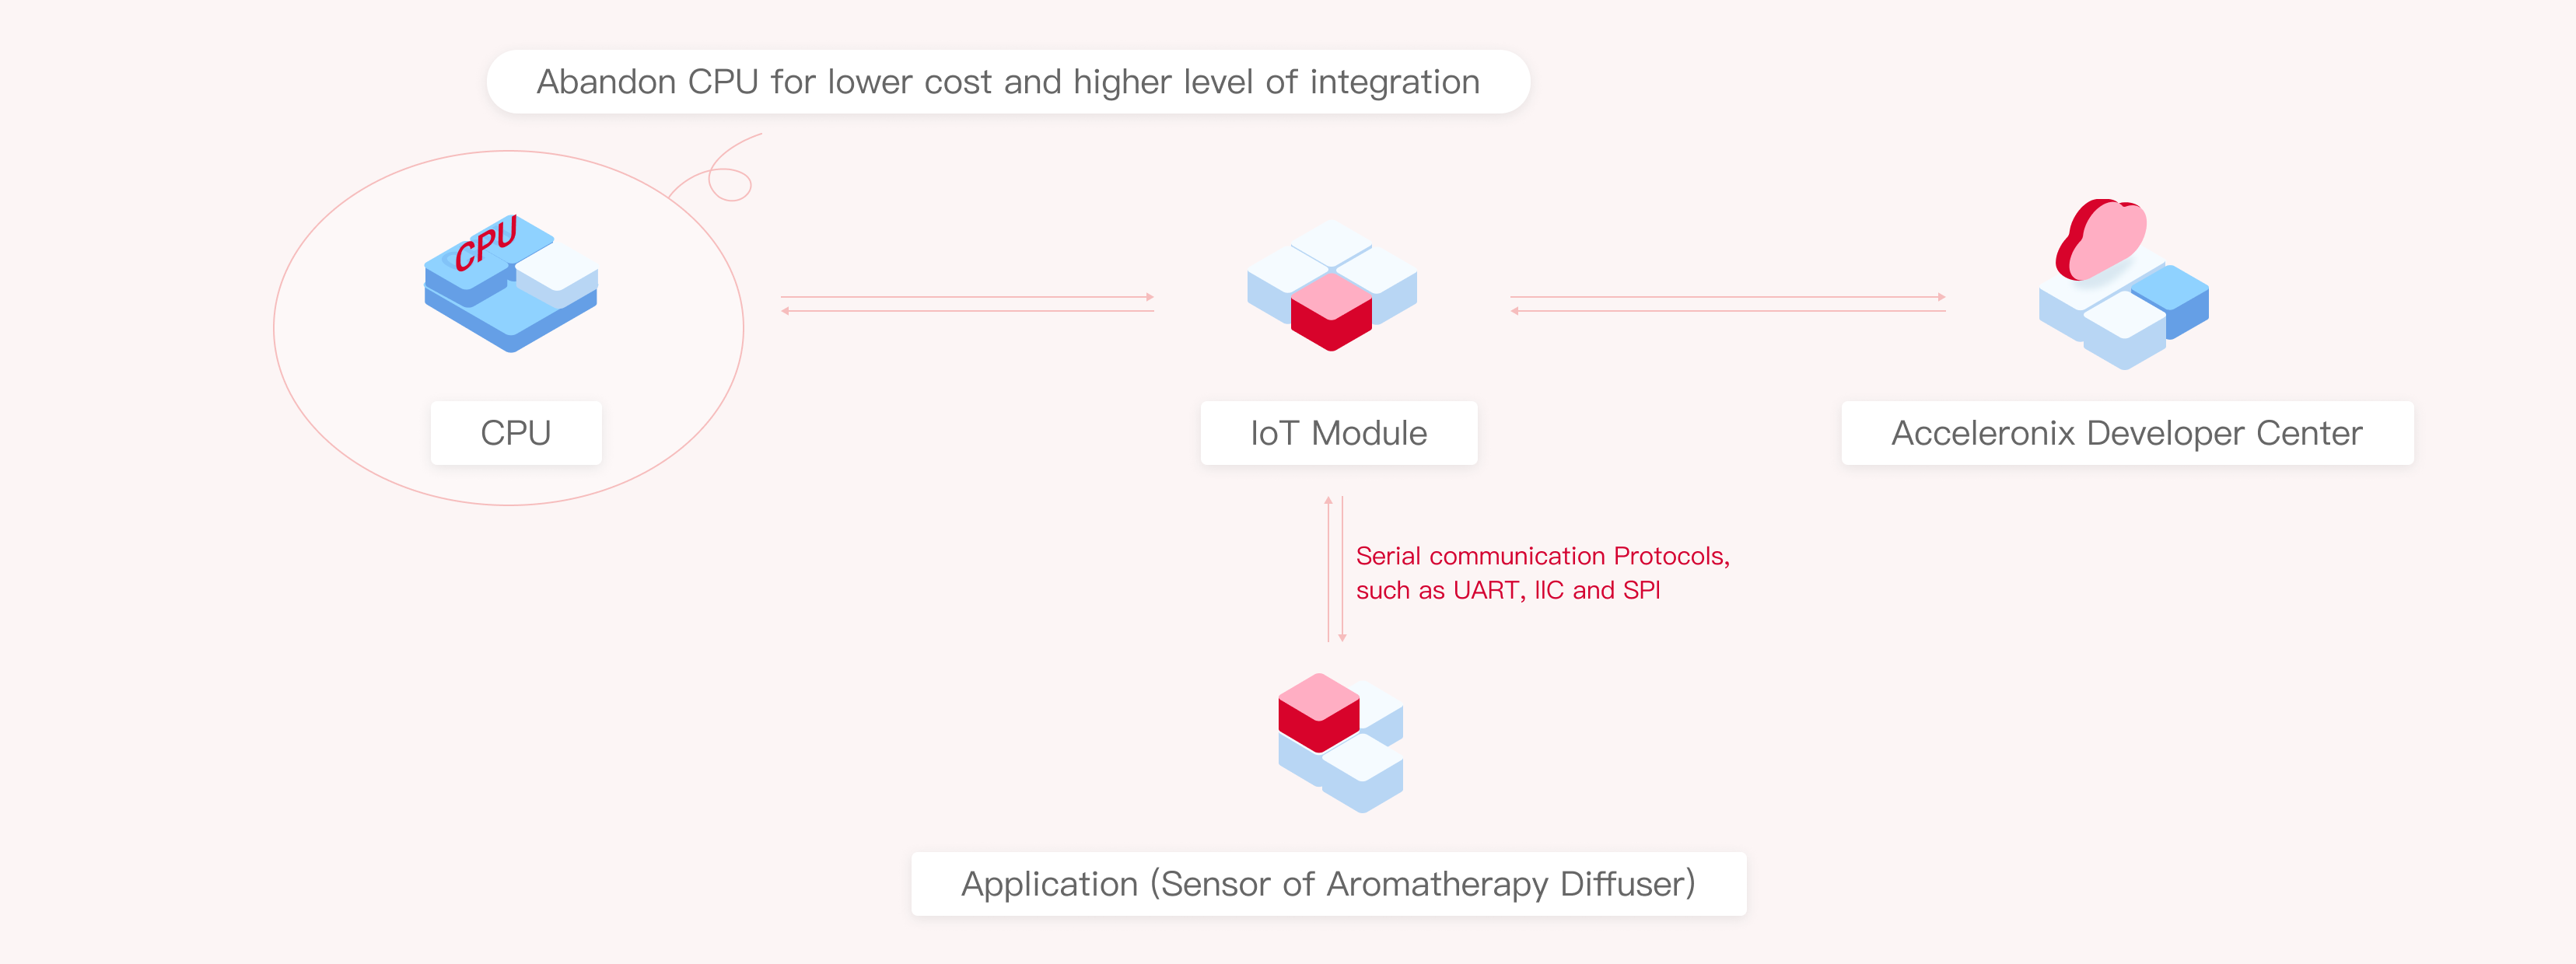 Abandon CPU for lower cost and higher level of integration
CPU
CPU
IoT Module
Acceleronix Developer Center
Serial communication Protocols,
such as UART, IIC and SPI
Application (Sensor of Aromatherapy Diffuser)